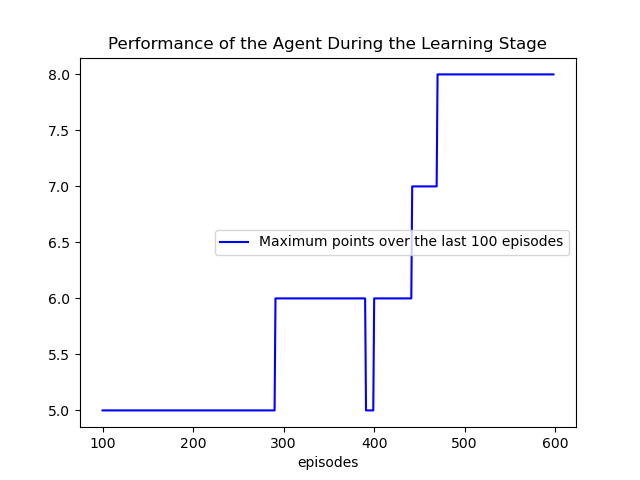 Performance of the Agent During the Learning Stage
8.0
7.5
7.0
6.5
Maximum points over the last 100 episodes
6.0
5.5
5.0
100 200 300 400 500 600
episodes